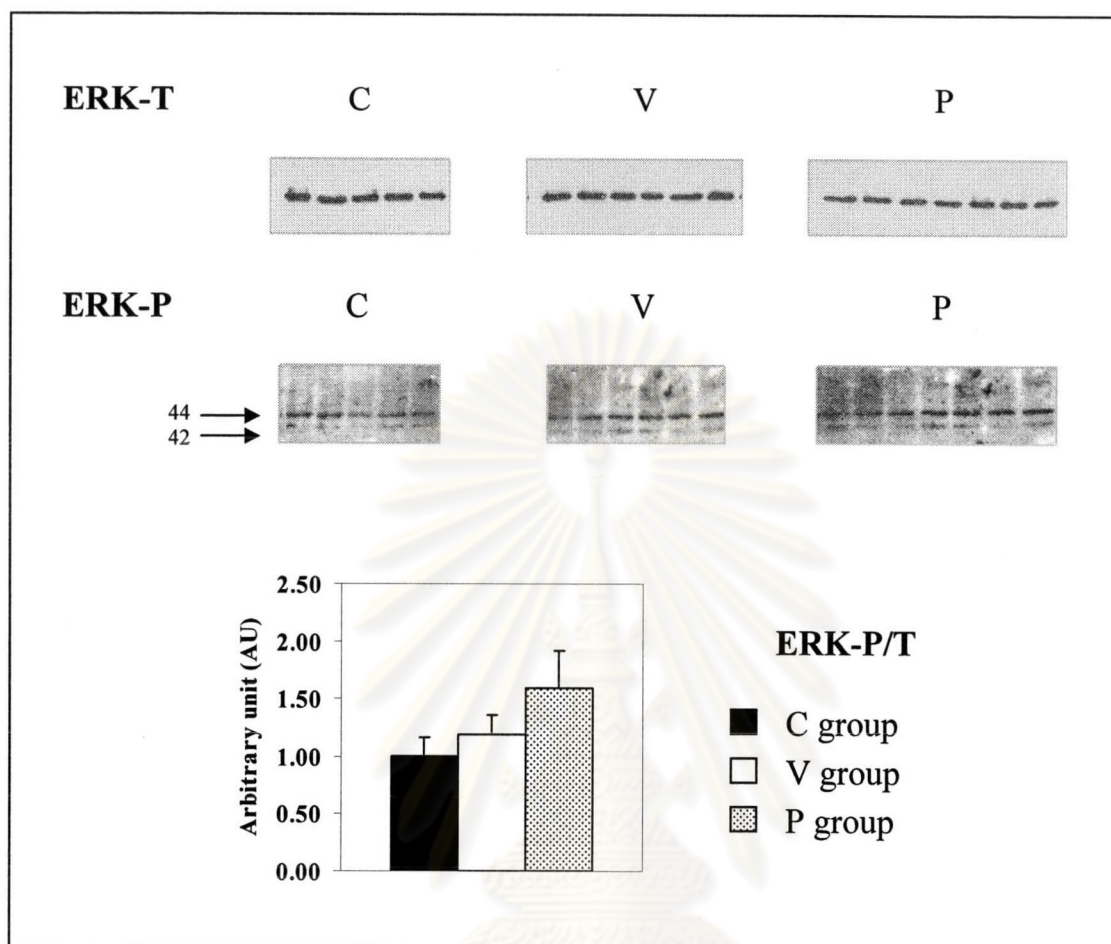 ERK-T C V P
ERK-P C V P
44
42
2.50
2.00
1.50
1.00
0.50
0.00
Arbitrary unit (AU)
ERK-P/T
C group
V group
P group